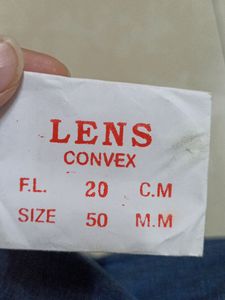 LENS
CONVEX
F.L. 20 C.M
SIZE 50 M.M